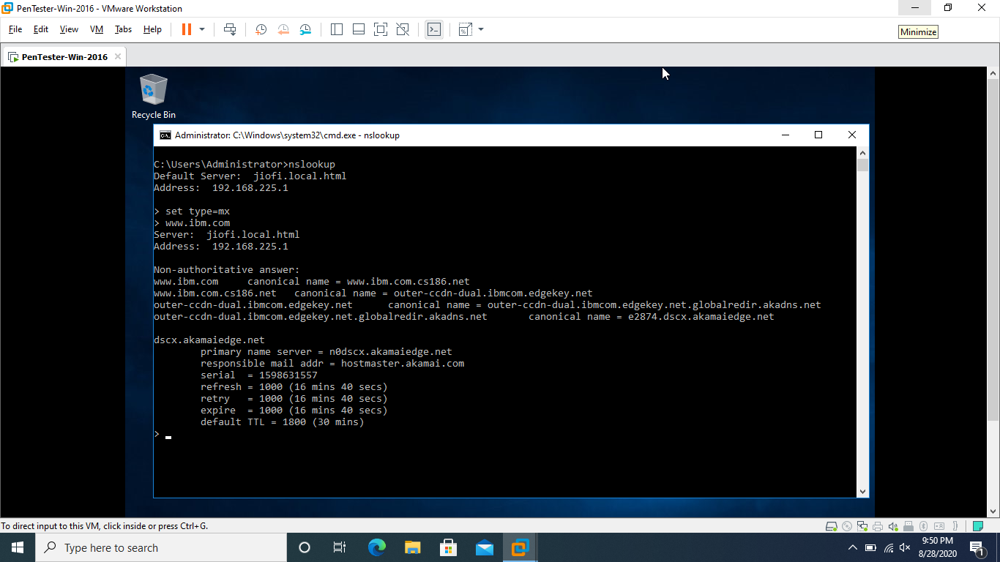 PenTester-Win-2016 - VMware Workstation
File Edit View VM Tabs Help
Minimize
PenTester-Win-2016
Recycle Bin
Administrator: C:\Windows\system32\cmd.exe - nslookup
C:\Users\Administrator>nslookup
Default Server:  jiofi.local.html
Address:  192.168.225.1
> set type=mx
> www.ibm.com
Server:  jiofi.local.html
Address:  192.168.225.1
Non-authoritative answer:
www.ibm.com     canonical name = www.ibm.com.cs186.net
www.ibm.com.cs186.net   canonical name = outer-ccdn-dual.ibmcom.edgekey.net
outer-ccdn-dual.ibmcom.edgekey.net      canonical name = outer-ccdn-dual.ibmcom.edgekey.net.globalredir.akadns.net
outer-ccdn-dual.ibmcom.edgekey.net.globalredir.akadns.net       canonical name = e2874.dscx.akamaiedge.net
dscx.akamaiedge.net
        primary name server = n0dscx.akamaiedge.net
        responsible mail addr = hostmaster.akamai.com
        serial  = 1598631557
        refresh = 1000 (16 mins 40 secs)
        retry   = 1000 (16 mins 40 secs)
        expire  = 1000 (16 mins 40 secs)
        default TTL = 1800 (30 mins)
>
To direct input to this VM, click inside or press Ctrl+G.
Type here to search
9:50 PM
8/28/2020
1